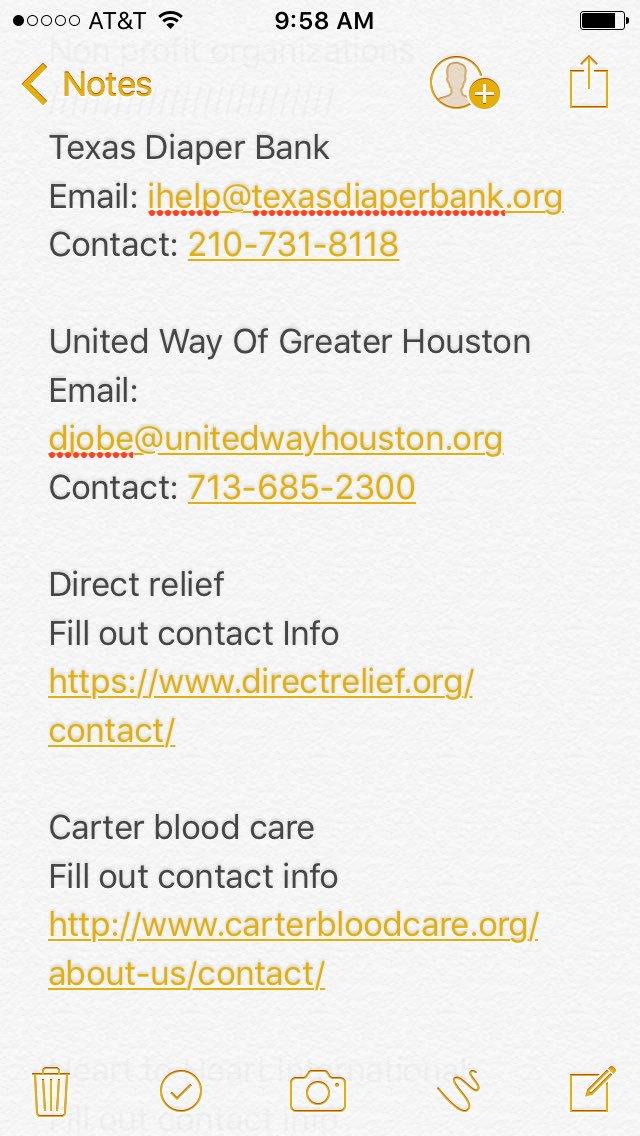 AT&T 9:58 AM
Non profit organizations
Notes
Texas Diaper Bank
Email: ihelp@texasdiaperbank.org
Contact: 210-731-8118
United Way Of Greater Houston
Email:
djobe@unitedwayhouston.org
Contact: 713-685-2300
Direct relief
Fill out contact Info
https://www.directrelief.org/
contact/
Carter blood care
Fill out contact info
http://www.carterbloodcare.org/
about-us/contact/
Heart to Heart International
Fill out contact info